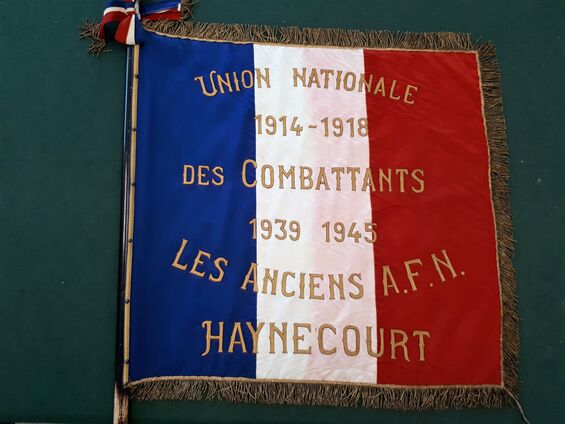 UNION NATIONALE
1914-1918
DES COMBATTANTS
1939 1945
LES ANCIENS A.F.N.
HAYNECOURT